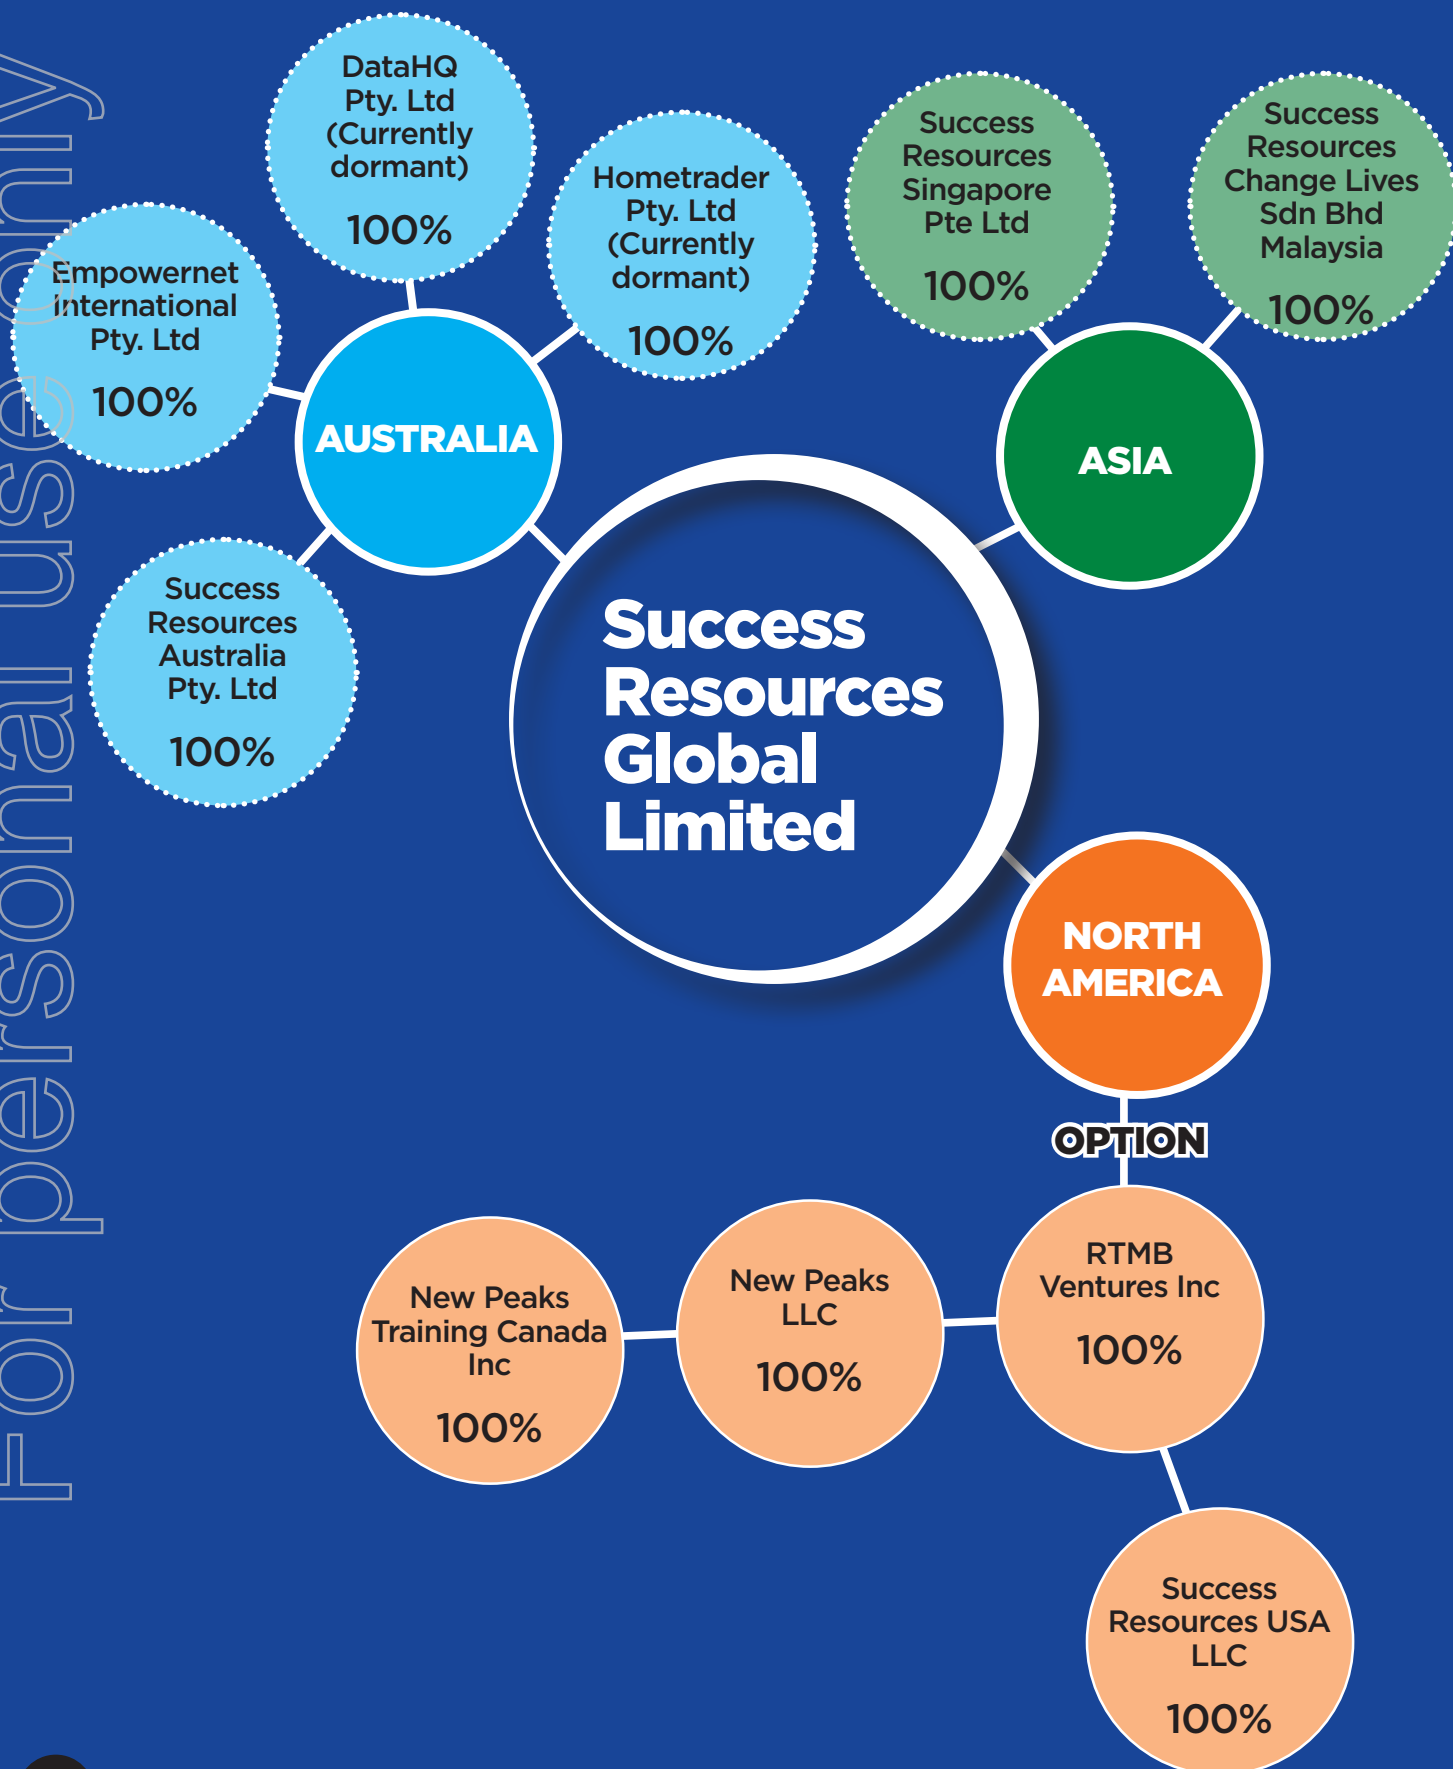 For personal use only
DataHQ
Pty. Ltd
(Currently
dormant)
100%
Hometrader
Pty. Ltd
(Currently
dormant)
100%
Empowernet
International
Pty. Ltd
100%
AUSTRALIA
Success
Resources
Australia
Pty. Ltd
100%
Success
Resources
Singapore
Pte Ltd
100%
Success
Resources
Change Lives
Sdn Bhd
Malaysia
100%
ASIA
Success
Resources
Global
Limited
NORTH
AMERICA
OPTION
RTMB
Ventures Inc
100%
New Peaks
LLC
100%
New Peaks
Training Canada
Inc
100%
Success
Resources USA
LLC
100%